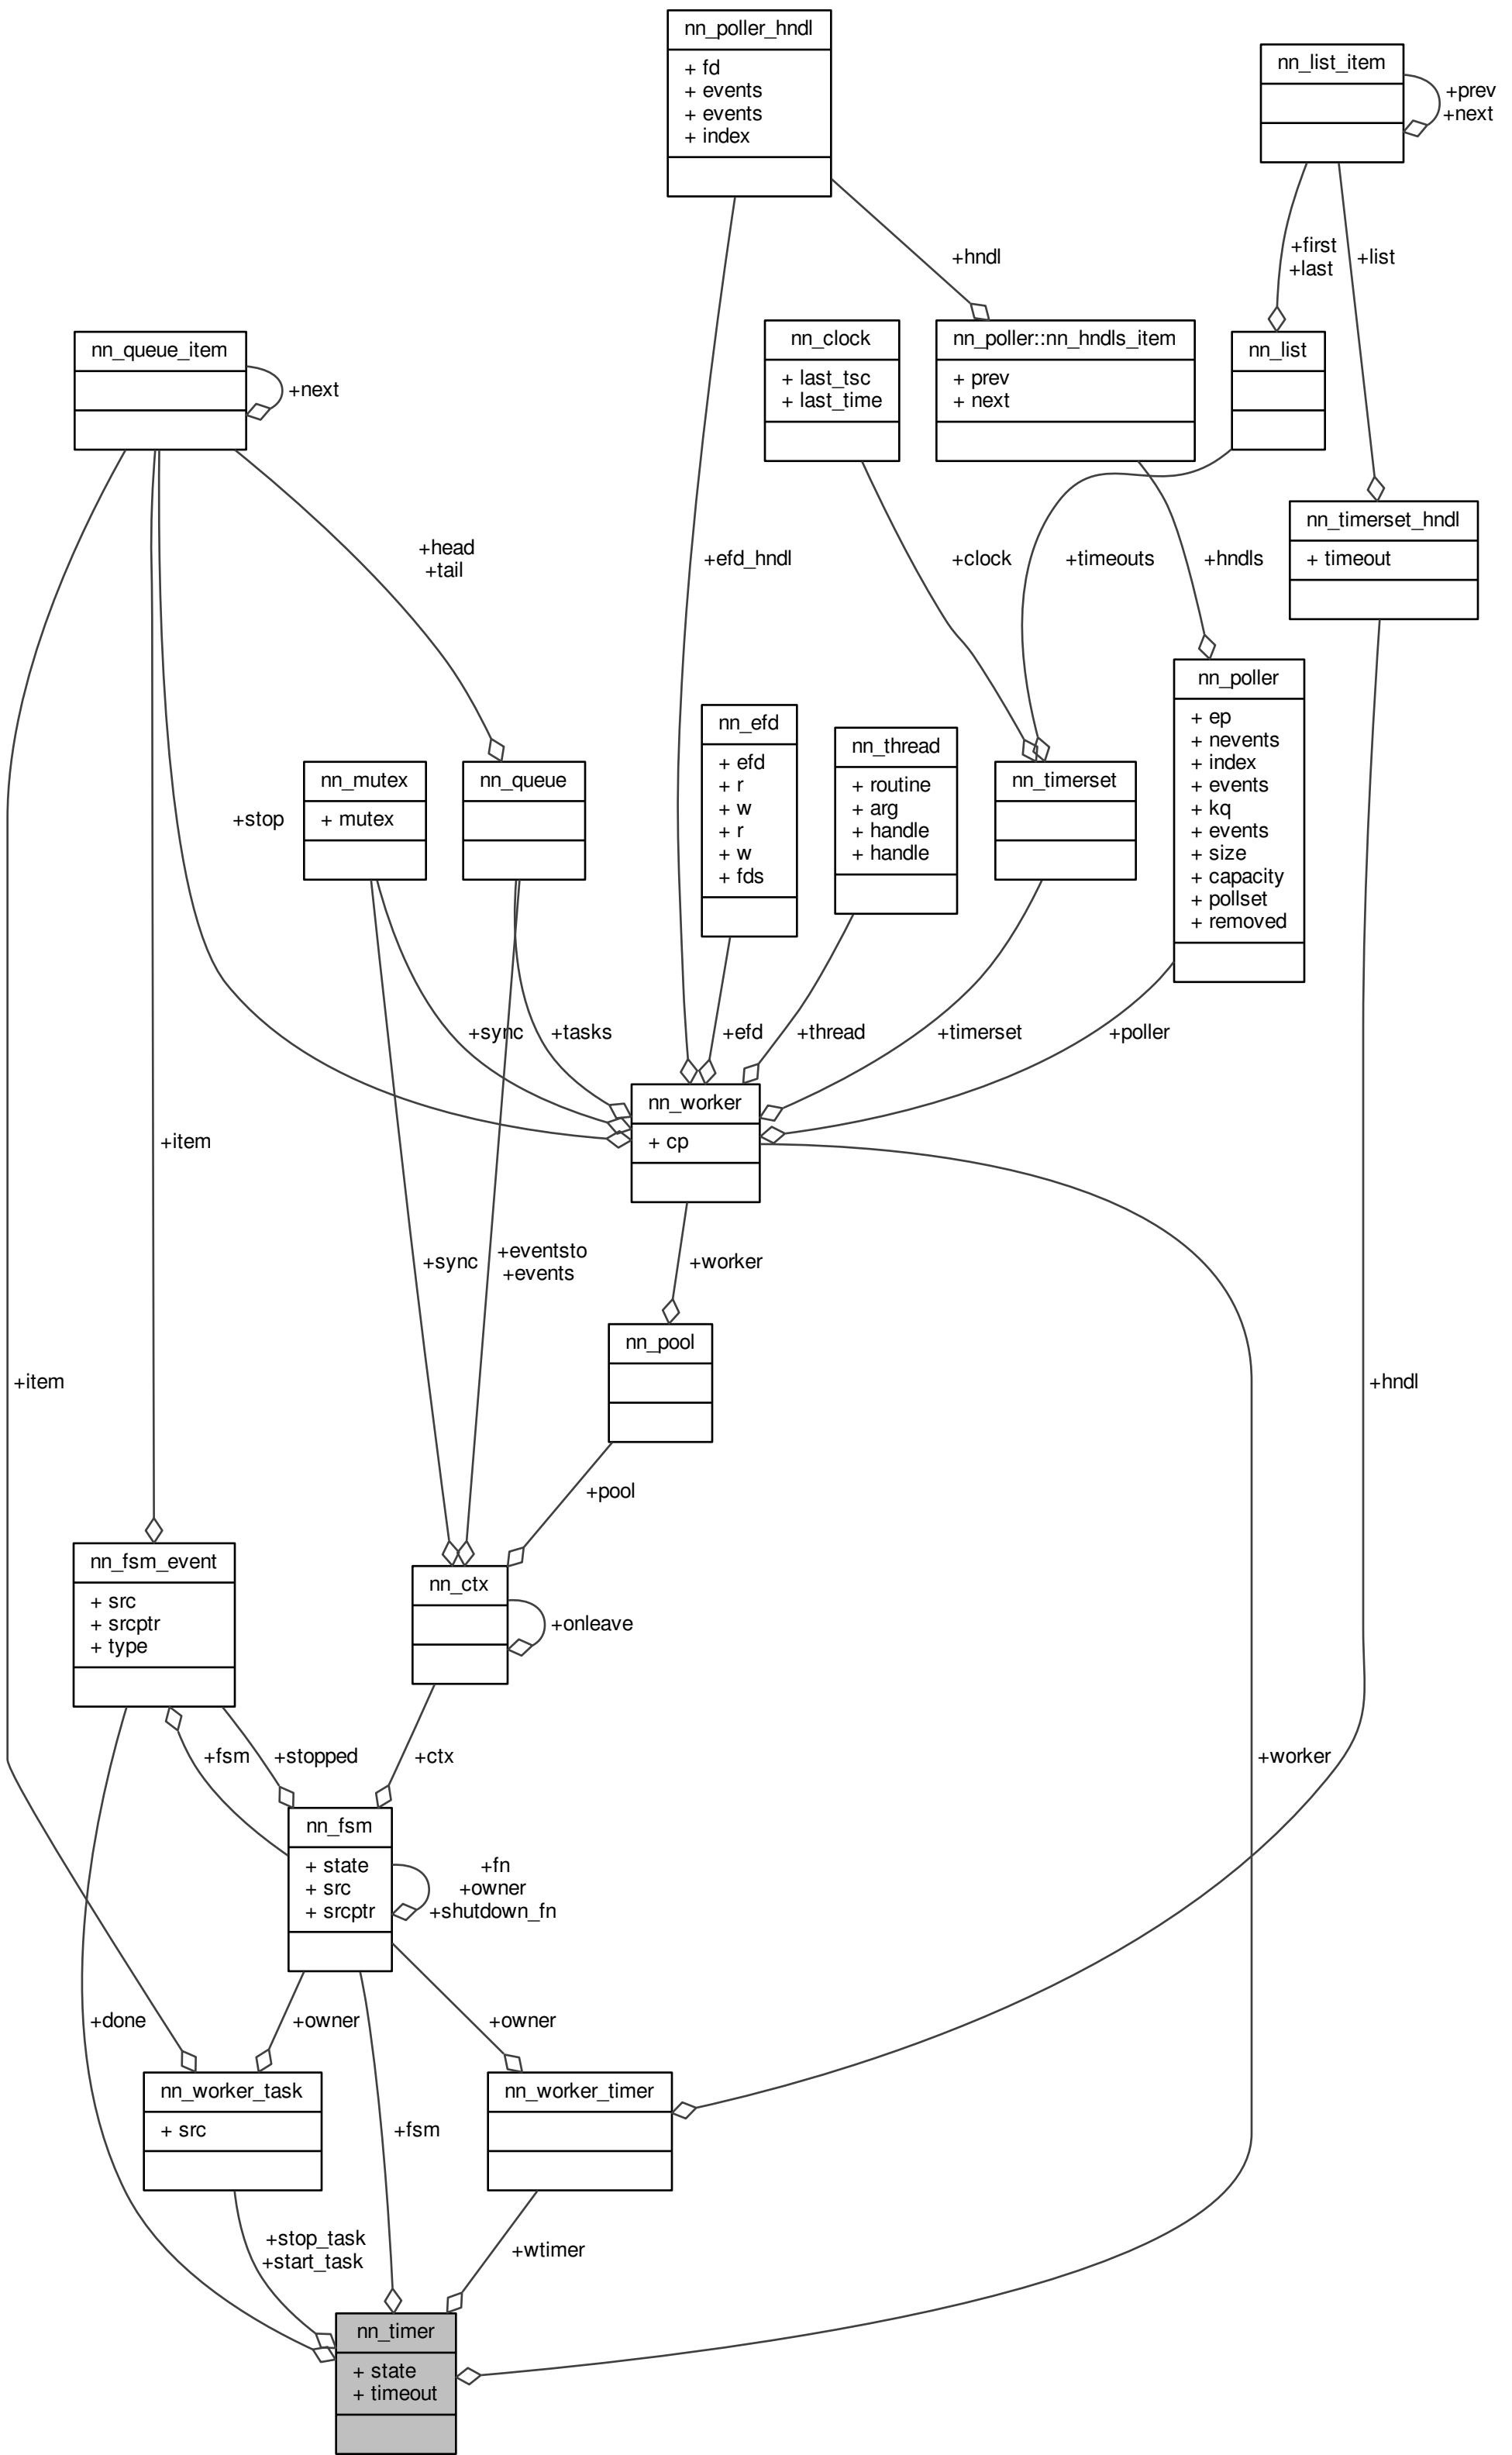 nn_poller_hndl
+ fd
+ events
+ events
+ index
nn_list_item
+prev
+next
+hndl
+first
+last
+list
nn_queue_item
+next
nn_clock
+ last_tsc
+ last_time
nn_poller::nn_hndls_item
+ prev
+ next
nn_list
nn_timerset_hndl
+ timeout
+head
+tail
+efd_hndl
+clock
+timeouts
+hndls
nn_poller
+ ep
+ nevents
+ index
+ events
+ kq
+ events
+ size
+ capacity
+ pollset
+ removed
nn_efd
+ efd
+ r
+ w
+ r
+ w
+ fds
nn_thread
+ routine
+ arg
+ handle
+ handle
nn_mutex
+ mutex
nn_queue
nn_timerset
+stop
+sync
+tasks
+efd
+thread
+timerset
+poller
nn_worker
+ cp
+item
+sync
+eventsto
+events
+worker
nn_pool
+item
+hndl
+pool
nn_fsm_event
+ src
+ srcptr
+ type
nn_ctx
+onleave
+fsm
+stopped
+ctx
+worker
nn_fsm
+ state
+ src
+ srcptr
+fn
+owner
+shutdown_fn
+done
+owner
+owner
nn_worker_task
+ src
nn_worker_timer
+fsm
+stop_task
+start_task
+wtimer
nn_timer
+ state
+ timeout